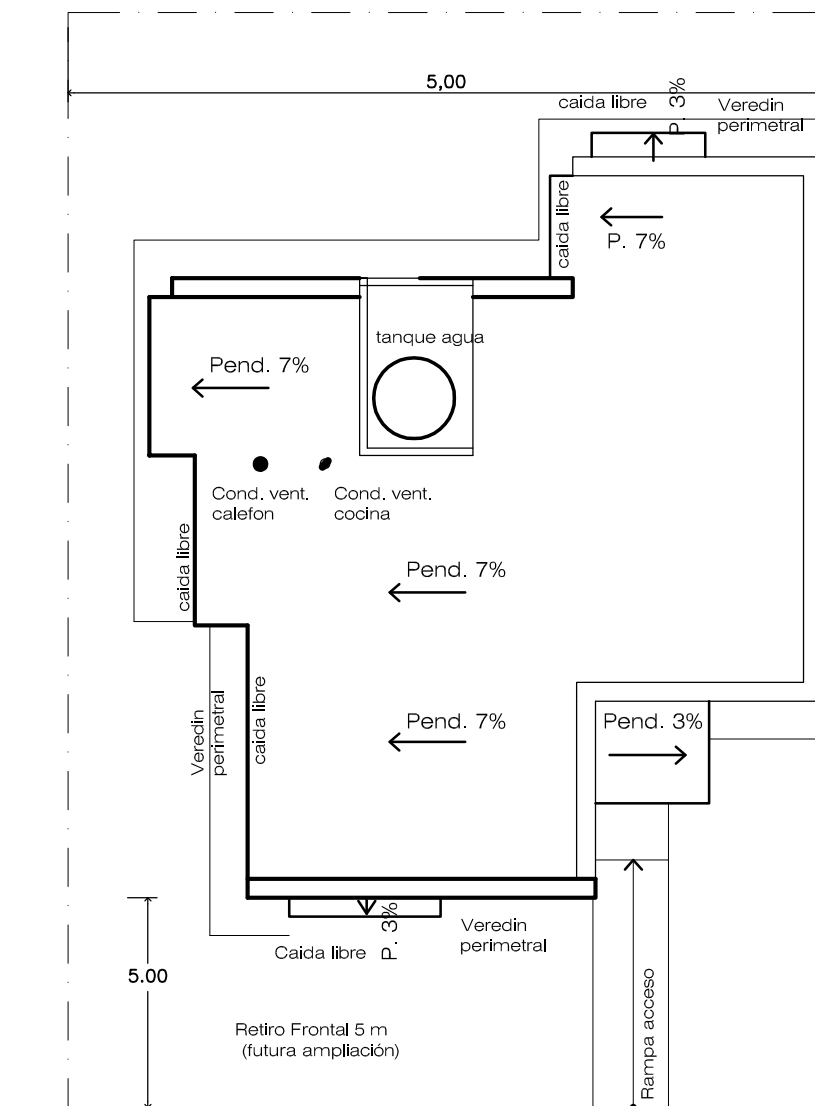 5,00
caida libre
P. 3%
Veredin
perimetral
caida libre
P. 7%
tanque agua
Pend. 7%
Cond. vent.
calefon
Cond. vent.
cocina
caida libre
Pend. 7%
Veredin
perimetral
caida libre
Pend. 7%
Pend. 3%
Caida libre
P. 3%
Veredin
perimetral
5.00
Retiro Frontal 5 m
(futura ampliación)
Rampa acceso